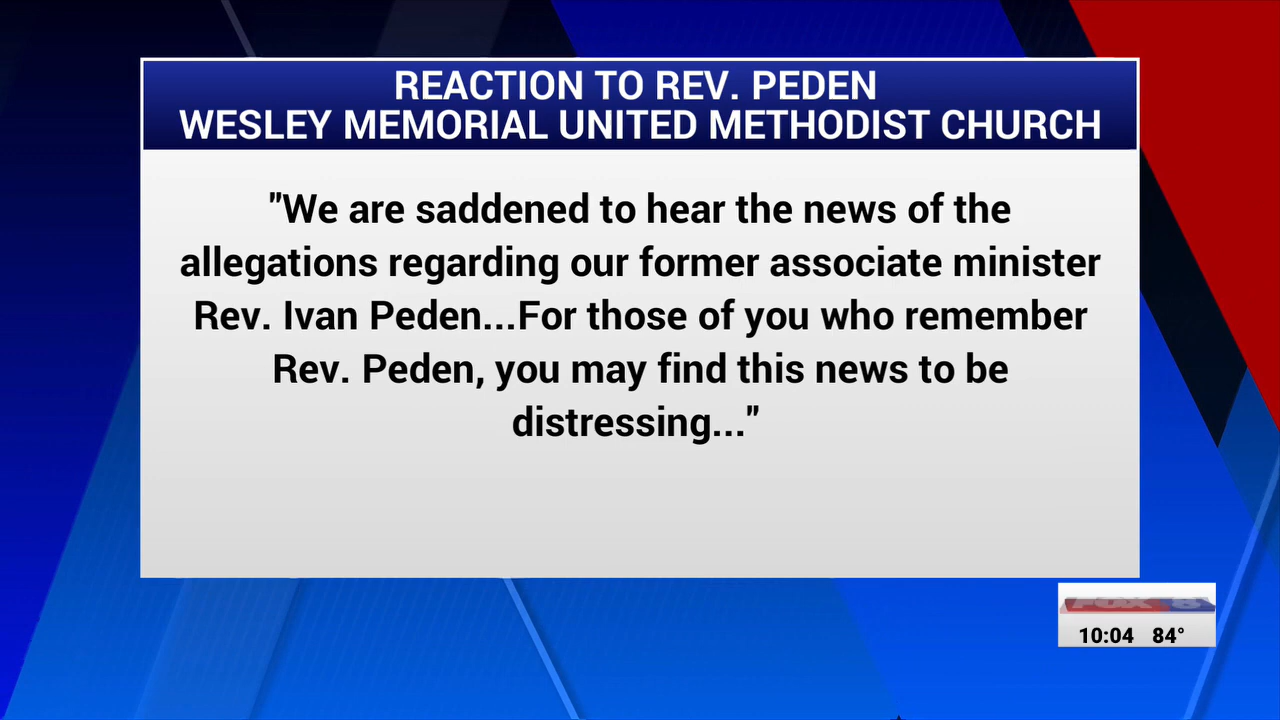 REACTION TO REV. PEDEN
WESLEY MEMORIAL UNITED METHODIST CHURCH
"We are saddened to hear the news of the
allegations regarding our former associate minister
Rev. Ivan Peden...For those of you who remember
Rev. Peden, you may find this news to be
distressing..."
FOX 8
10:04 84°